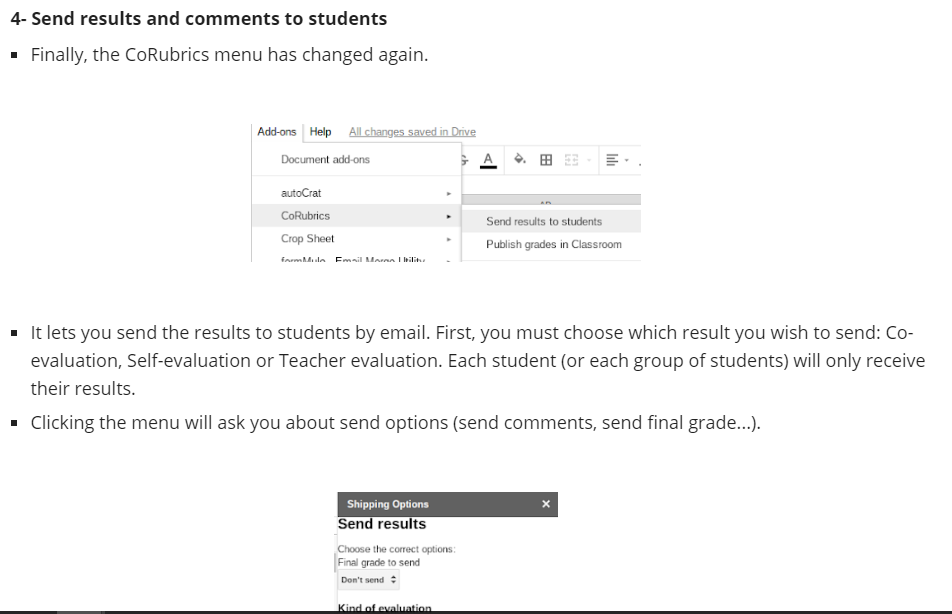 4- Send results and comments to students
▪ Finally, the CoRubrics menu has changed again.
Add-ons Help All changes saved in Drive
Document add-ons
A
autoCrat
CoRubrics
Send results to students
Crop Sheet
Publish grades in Classroom
▪ It lets you send the results to students by email. First, you must choose which result you wish to send: Co-
evaluation, Self-evaluation or Teacher evaluation. Each student (or each group of students) will only receive
their results.
▪ Clicking the menu will ask you about send options (send comments, send final grade...).
Shipping Options ×
Send results
Choose the correct options:
Final grade to send
Don't send
Kind of evaluation